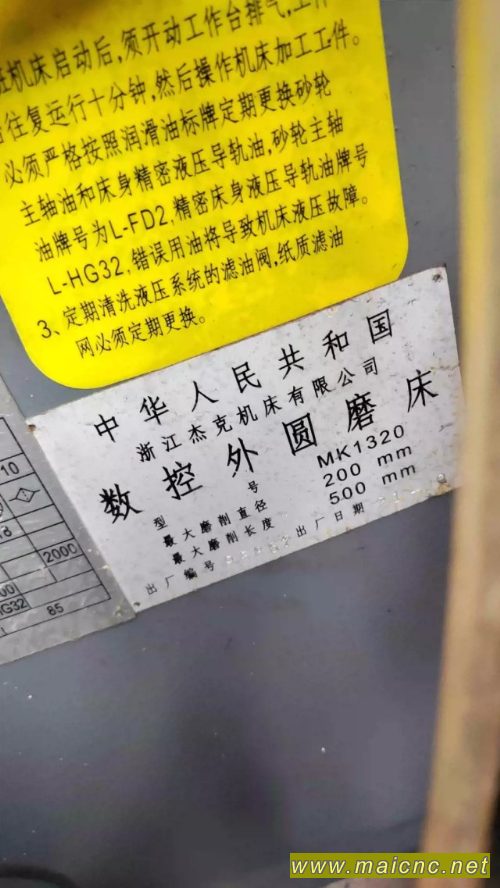 班机床启动后,须开动工作台排气,工作
台往复运行十分钟,然后操作机床加工工件。
必须严格按照润滑油标牌定期更换砂轮
主轴油和床身精密液压导轨油,砂轮主轴
油牌号为L-FD2,精密床身液压导轨油牌号
L-HG32,错误用油将导致机床液压故障。
3、定期清洗液压系统的滤油阀,纸质滤油
网必须定期更换。
中华人民共和国
浙江杰克机床有限公司
数控外圆磨床
型 号 MK1320
最大磨削直径 200 mm
最大磨削长度 500 mm
出厂编号 出厂日期
10
18
2000
00
HG32
85
www.maicnc.net